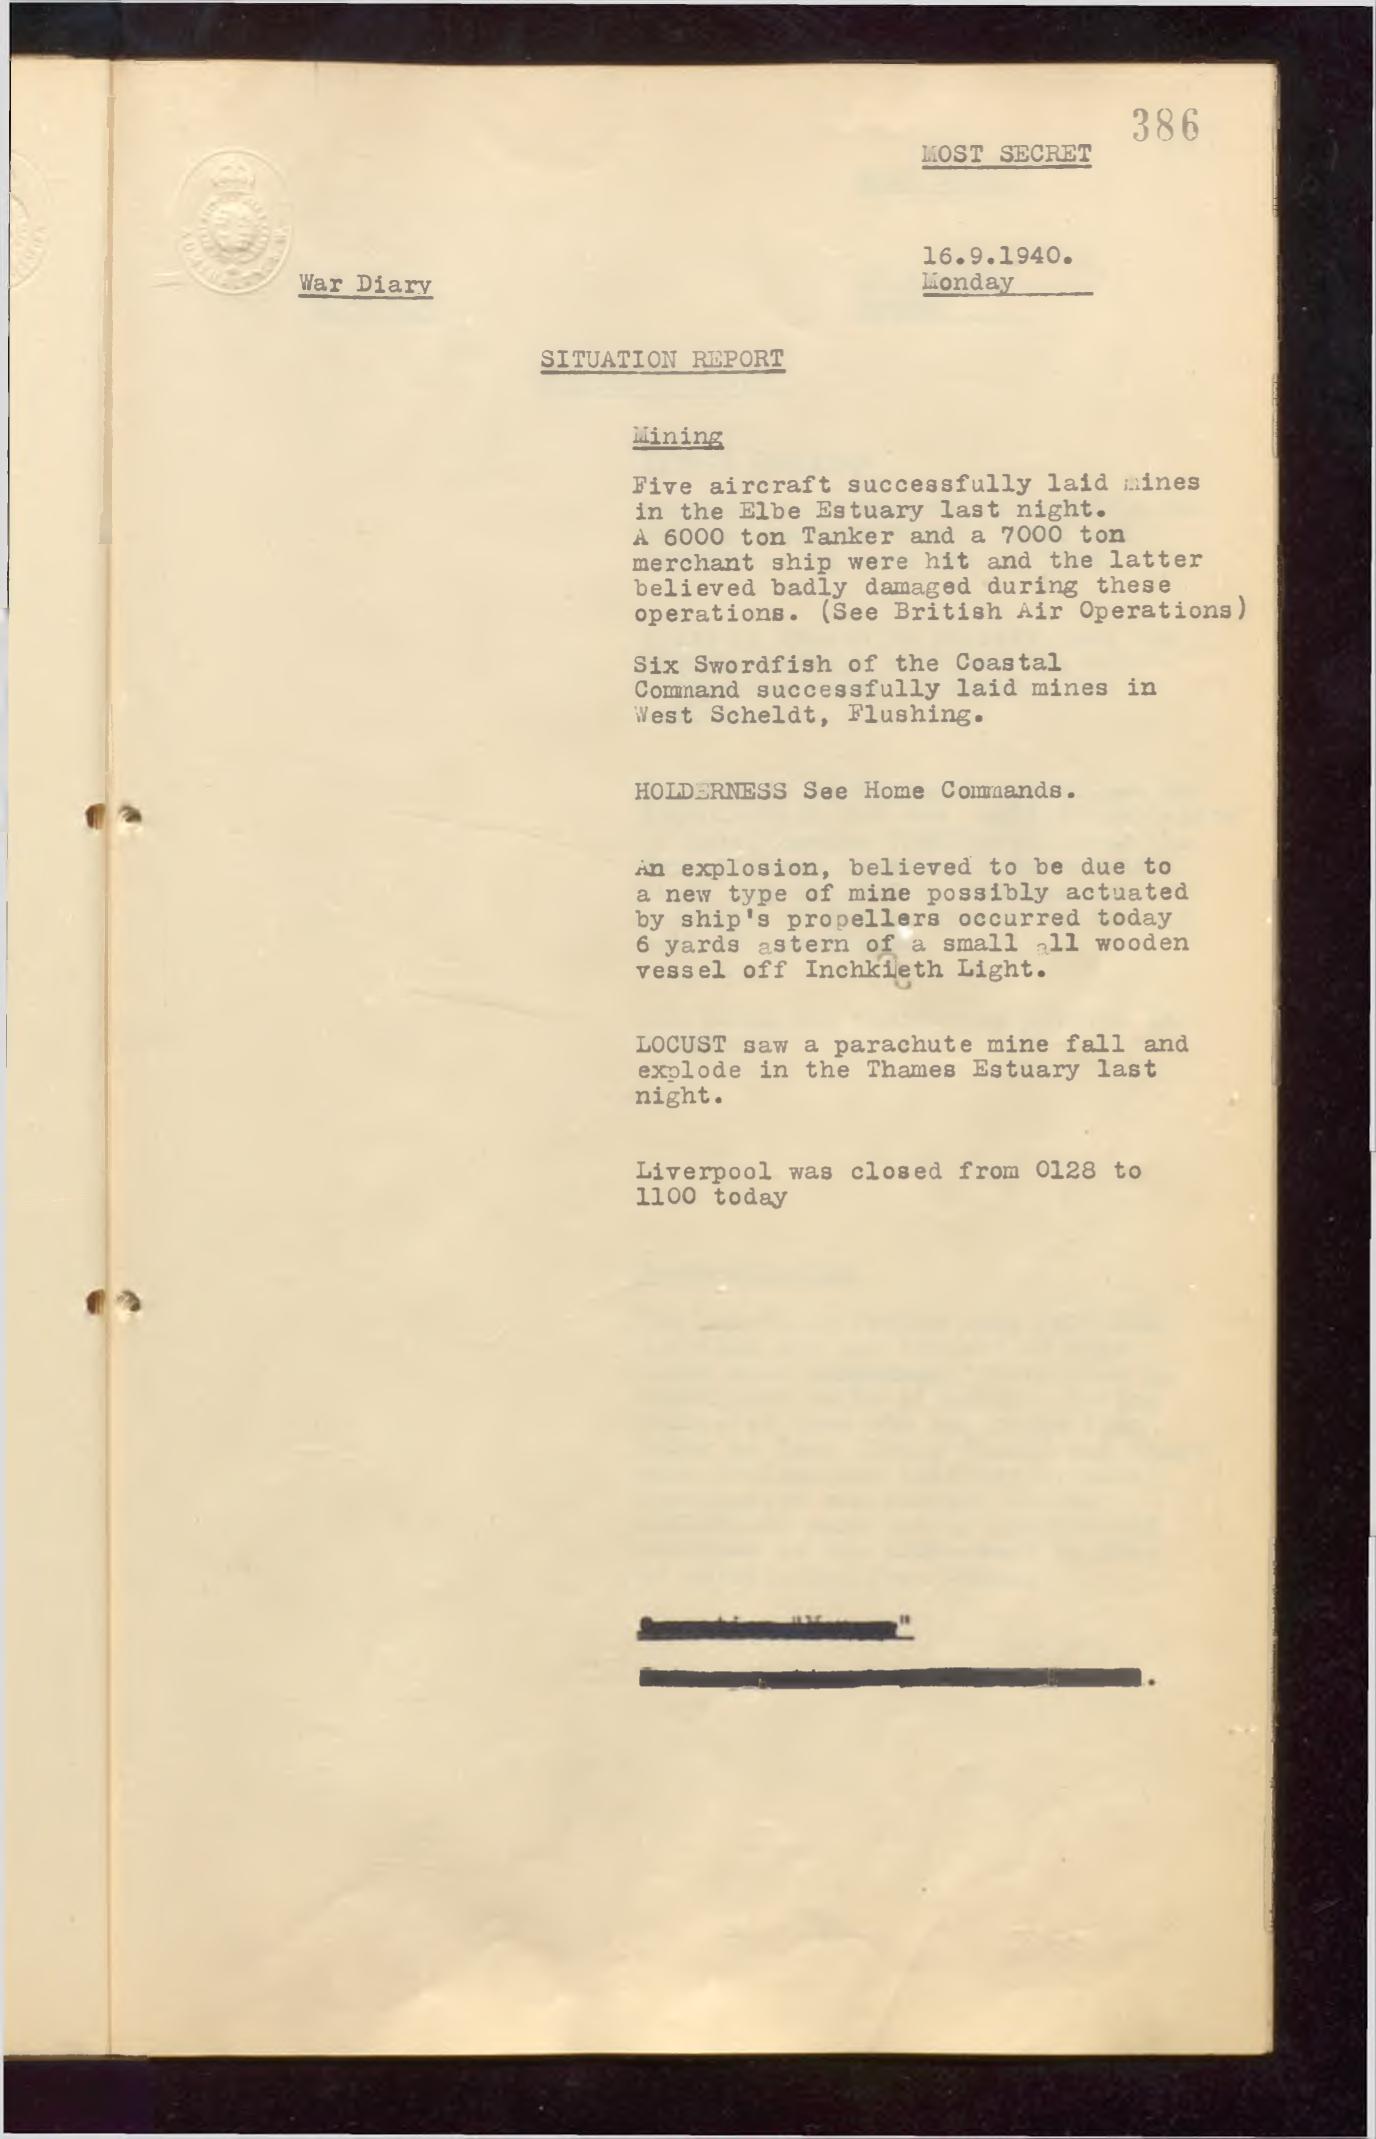 386
MOST SECRET
16.9.1940.
War Diary
Monday
SITUATION REPORT
Mining
Five aircraft successfully laid mines
in the Elbe Estuary last night.
A 6000 ton Tanker and a 7000 ton
merchant ship were hit and the latter
believed badly damaged during these
operations. (See British Air Operations)
Six Swordfish of the Coastal
Command successfully laid mines in
West Scheldt, Flushing.
HOLDERNESS See Home Commands.
An explosion, believed to be due to
a new type of mine possibly actuated
by ship's propellers occurred today
6 yards astern of a small all wooden
vessel off Inchkieth Light.
LOCUST saw a parachute mine fall and
explode in the Thames Estuary last
night.
Liverpool was closed from 0128 to
1100 today